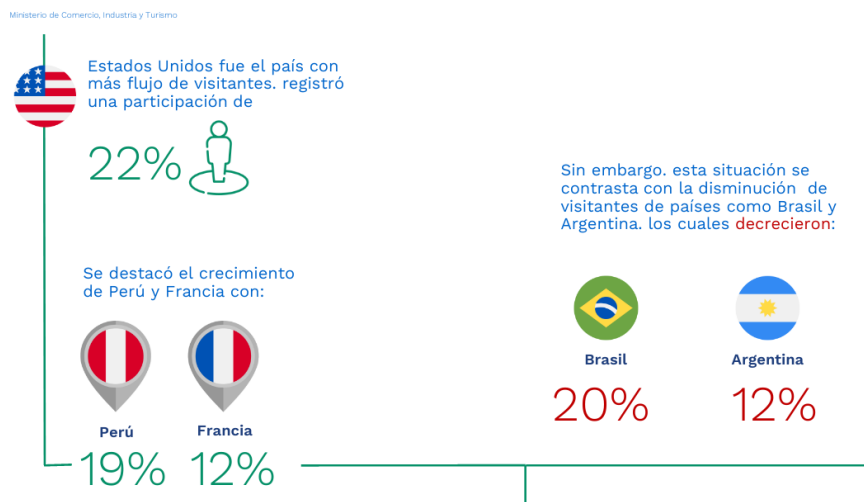 Ministerio de Comercio, Industria y Turismo
Estados Unidos fue el país con
más flujo de visitantes. registró
una participación de
22%
Sin embargo. esta situación se
contrasta con la disminución de
visitantes de países como Brasil y
Argentina. los cuales decrecieron:
Se destacó el crecimiento
de Perú y Francia con:
Brasil
Argentina
20%
12%
Perú
Francia
19%
12%